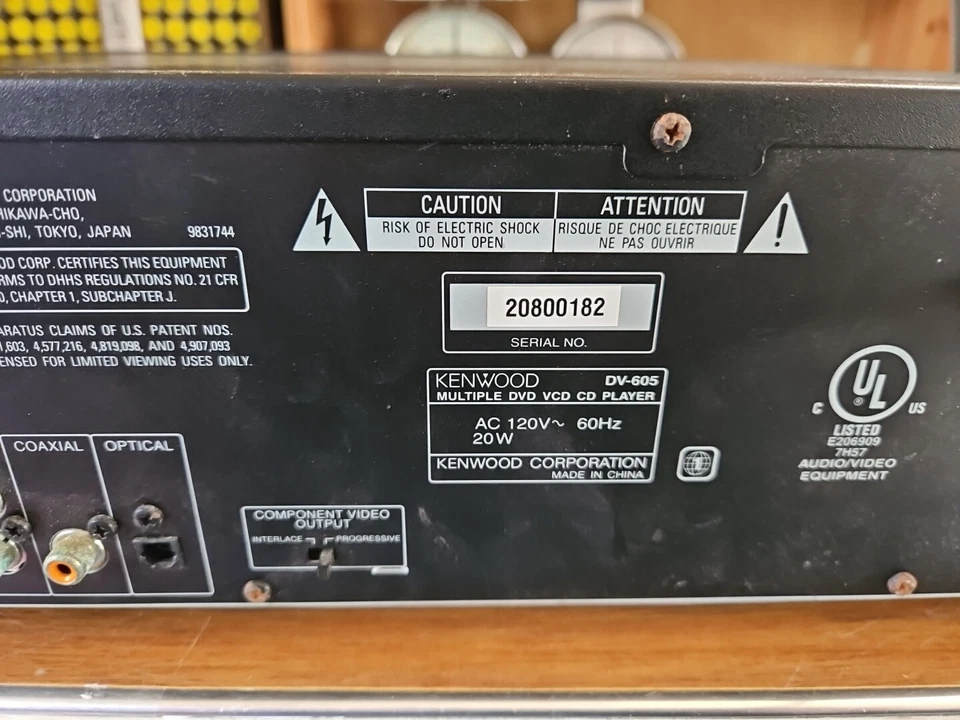 CORPORATION
HIKAWA-CHO,
-SHI, TOKYO, JAPAN 9831744
OD CORP. CERTIFIES THIS EQUIPMENT
RMS TO DHHS REGULATIONS NO. 21 CFR
0, CHAPTER 1, SUBCHAPTER J.
ARATUS CLAIMS OF U.S. PATENT NOS.
,603, 4,577,216, 4,819,098, AND 4,907,093
ENSED FOR LIMITED VIEWING USES ONLY.
CAUTION
RISK OF ELECTRIC SHOCK
DO NOT OPEN
ATTENTION
RISQUE DE CHOC ELECTRIQUE
NE PAS OUVRIR
!
20800182
SERIAL NO.
KENWOOD DV-605
MULTIPLE DVD VCD CD PLAYER
AC 120V~ 60Hz
20W
KENWOOD CORPORATION
MADE IN CHINA
1
UL
C US
LISTED
E206909
7H57
AUDIO/VIDEO
EQUIPMENT
COAXIAL
OPTICAL
COMPONENT VIDEO
OUTPUT
INTERLACE PROGRESSIVE